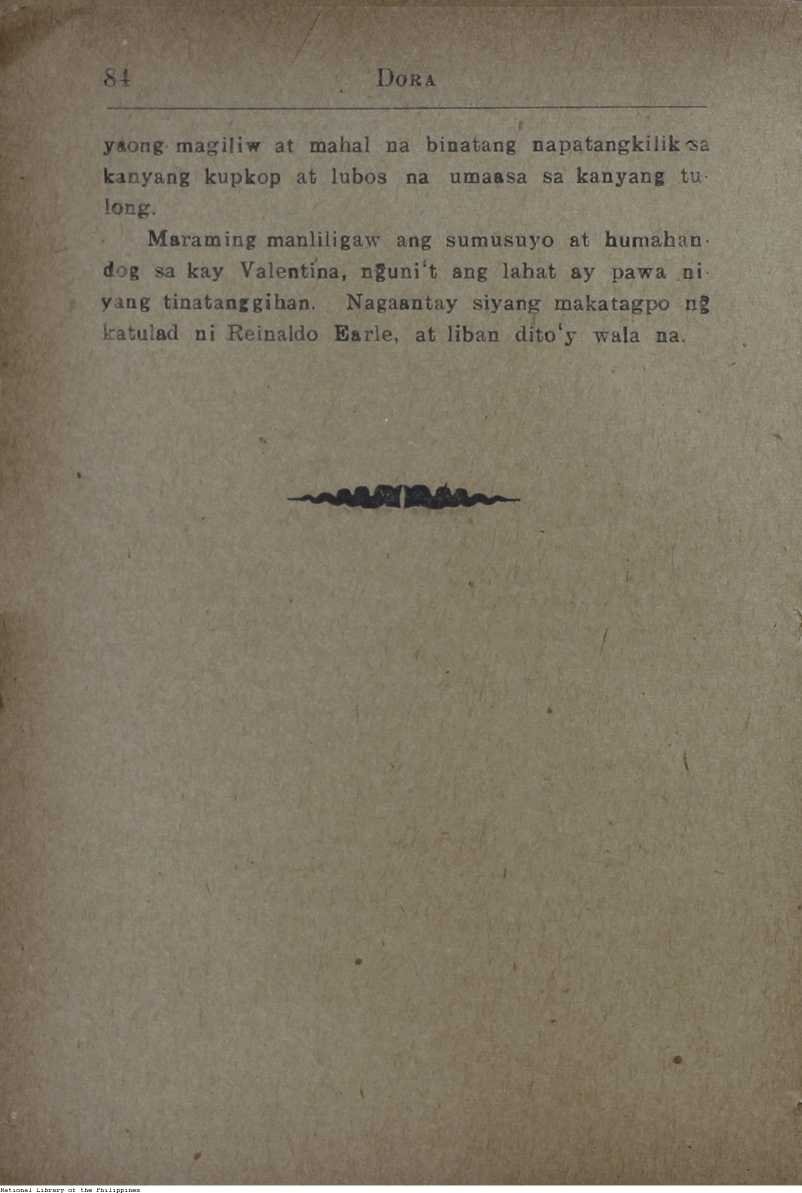 84 DORA
yaong magiliw at mahal na binatang napatangkilik sa
kanyang kupkop at lubos na umaasa sa kanyang tu-
long.
Maraming manliligaw ang sumusuyo at humahan-
dog sa kay Valentina, ng̃uni‘t ang lahat ay pawa ni-
yang tinatanggihan. Nagaantay siyang makatagpo ng̃
katulad ni Reinaldo Earle, at liban dito‘y wala na.
National Library of the Philippines